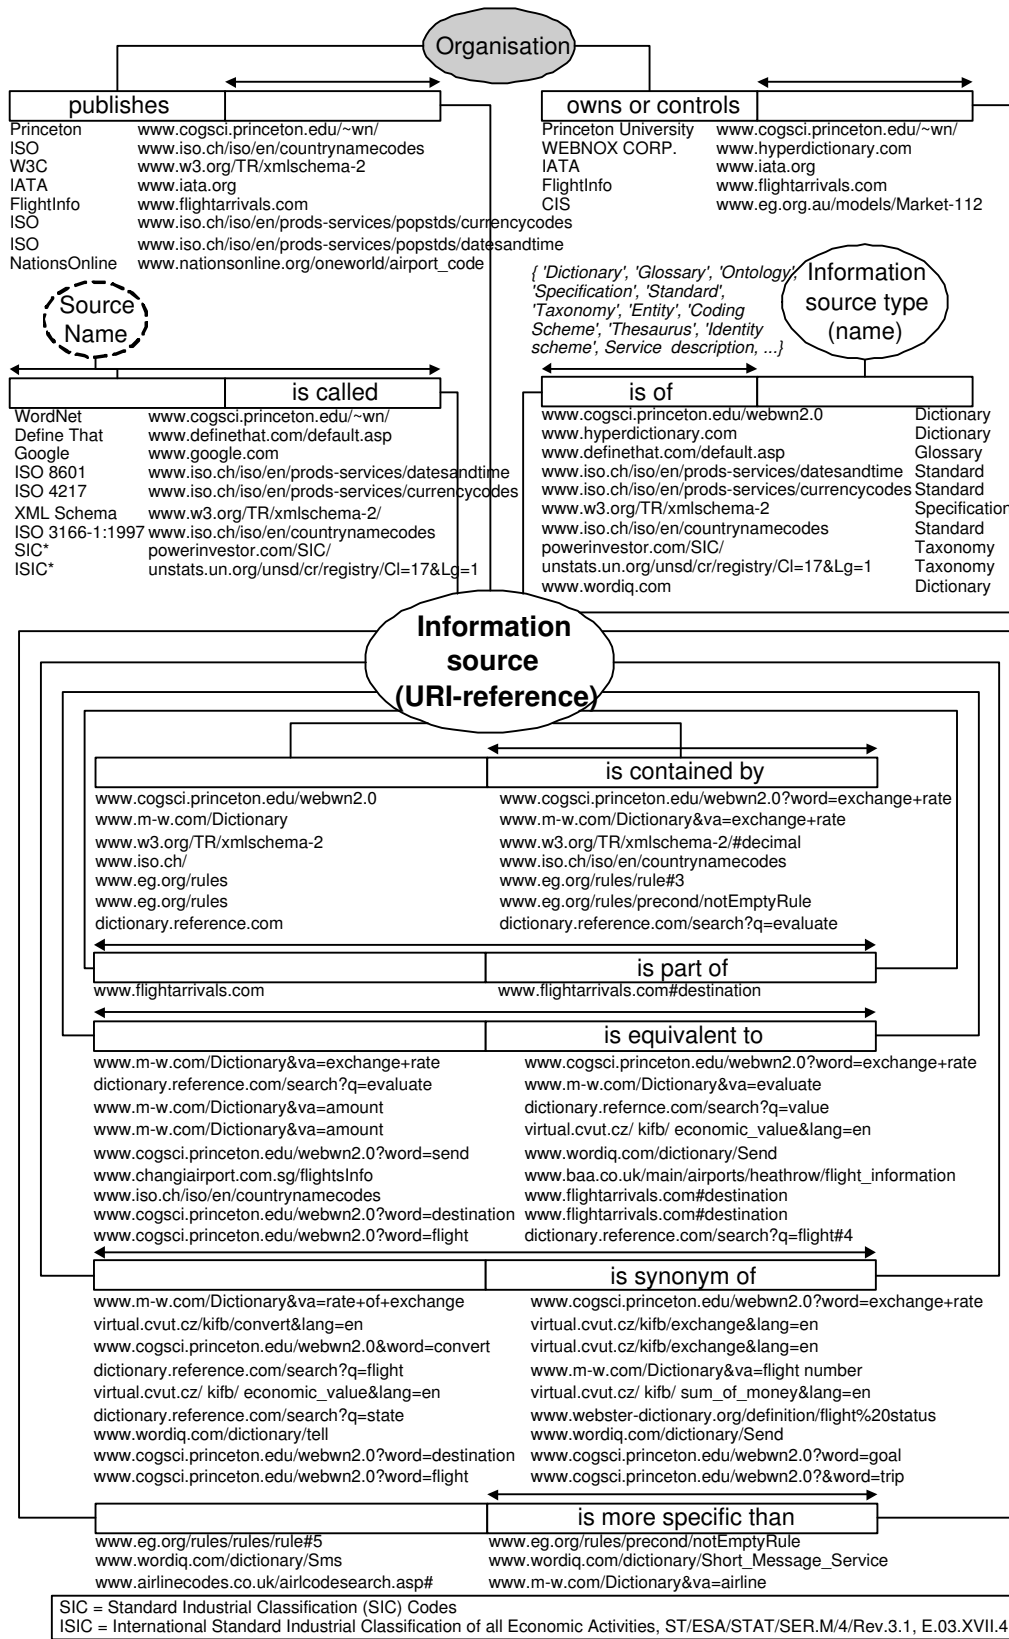 Organisation
publishes
Princeton www.cogsci.princeton.edu/~wn/
ISO www.iso.ch/iso/countrynamecodes
W3C www.w3.org/TR/xmlschema-2
IATA www.iata.org
FlightInfo www.flightarrivals.com
ISO www.iso.ch/iso/en/prods-services/popstds/currencycodes
ISO www.iso.ch/iso/en/prods-services/popstds/datesandtime
NationsOnline www.nationsonline.org/oneworld/airport_code
owns or controls
Princeton University www.cogsci.princeton.edu/~wn/
WEBNOX CORP. www.hyperdictionary.com
IATA www.iata.org
FlightInfo www.flightarrivals.com
CIS www.eg.org.au/models/Market-112
{ 'Dictionary', 'Glossary', 'Ontology',
'Specification', 'Standard',
'Taxonomy', 'Entity', 'Coding
Scheme', 'Thesaurus', 'Identity
scheme', Service description, ...}
Information
source type
(name)
Source
Name
is called
WordNet www.cogsci.princeton.edu/~wn/
Define That www.definethat.com/default.asp
Google www.google.com
ISO 8601 www.iso.ch/iso/en/prods-services/datesandtime
ISO 4217 www.iso.ch/iso/en/prods-services/currencycodes
XML Schema www.w3.org/TR/xmlschema-2/
ISO 3166-1:1997 www.iso.ch/iso/en/countrynamecodes
SIC* powerinvestor.com/SIC/
ISIC* unstats.un.org/unsd/cr/registry/Cl=17&Lg=1
is of
www.cogsci.princeton.edu/webwn2.0 Dictionary
www.hyperdictionary.com Dictionary
www.definethat.com/default.asp Glossary
www.iso.ch/iso/en/prods-services/datesandtime Standard
www.iso.ch/iso/en/prods-services/currencycodes Standard
www.w3.org/TR/xmlschema-2 Specification
www.iso.ch/iso/en/countrynamecodes Standard
powerinvestor.com/SIC/ Taxonomy
unstats.un.org/unsd/cr/registry/Cl=17&Lg=1 Taxonomy
www.wordiq.com Dictionary
Information
source
(URI-reference)
is contained by
www.cogsci.princeton.edu/webwn2.0 www.cogsci.princeton.edu/webwn2.0?word=exchange+rate
www.m-w.com/Dictionary www.m-w.com/Dictionary&va=exchange+rate
www.w3.org/TR/xmlschema-2 www.w3.org/TR/xmlschema-2/#decimal
www.iso.ch/ www.iso.ch/iso/en/countrynamecodes
www.eg.org/rules www.eg.org/rules/rule#3
www.eg.org/rules www.eg.org/rules/precond/notEmptyRule
dictionary.reference.com dictionary.reference.com/search?q=evaluate
is part of
www.flightarrivals.com www.flightarrivals.com#destination
is equivalent to
www.m-w.com/Dictionary&va=exchange+rate www.cogsci.princeton.edu/webwn2.0?word=exchange+rate
dictionary.reference.com/search?q=evaluate www.m-w.com/Dictionary&va=evaluate
www.m-w.com/Dictionary&va=amount dictionary.refernce.com/search?q=value
www.m-w.com/Dictionary&va=amount virtual.cvut.cz/ kifb/ economic_value&lang=en
www.cogsci.princeton.edu/webwn2.0?word=send www.wordiq.com/dictionary/Send
www.changiairport.com.sg/flightsInfo www.baa.co.uk/main/airports/heathrow/flight_information
www.iso.ch/iso/en/countrynamecodes www.flightarrivals.com#destination
www.cogsci.princeton.edu/webwn2.0?word=destination www.flightarrivals.com#destination
www.cogsci.princeton.edu/webwn2.0?word=flight dictionary.reference.com/search?q=flight#4
is synonym of
www.m-w.com/Dictionary&va=rate+of+exchange www.cogsci.princeton.edu/webwn2.0?word=exchange+rate
virtual.cvut.cz/kifb/convert&lang=en virtual.cvut.cz/kifb/exchange&lang=en
www.cogsci.princeton.edu/webwn2.0&word=convert virtual.cvut.cz/kifb/exchange&lang=en
dictionary.reference.com/search?q=flight www.m-w.com/Dictionary&va=flight number
virtual.cvut.cz/ kifb/ economic_value&lang=en virtual.cvut.cz/ kifb/ sum_of_money&lang=en
dictionary.reference.com/search?q=state www.webster-dictionary.org/definition/flight%20status
www.wordiq.com/dictionary/tell www.wordiq.com/dictionary/Send
www.cogsci.princeton.edu/webwn2.0?word=destination www.cogsci.princeton.edu/webwn2.0?word=goal
www.cogsci.princeton.edu/webwn2.0?word=flight www.cogsci.princeton.edu/webwn2.0?&word=trip
is more specific than
www.eg.org/rules/rules/rule#5 www.eg.org/rules/precond/notEmptyRule
www.wordiq.com/dictionary/Sms www.wordiq.com/dictionary/Short_Message_Service
www.airlinecodes.co.uk/airlcodesearch.asp# www.m-w.com/Dictionary&va=airline
SIC = Standard Industrial Classification (SIC) Codes
ISIC = International Standard Industrial Classification of all Economic Activities, ST/ESA/STAT/SER.M/4/Rev.3.1, E.03.XVII.4